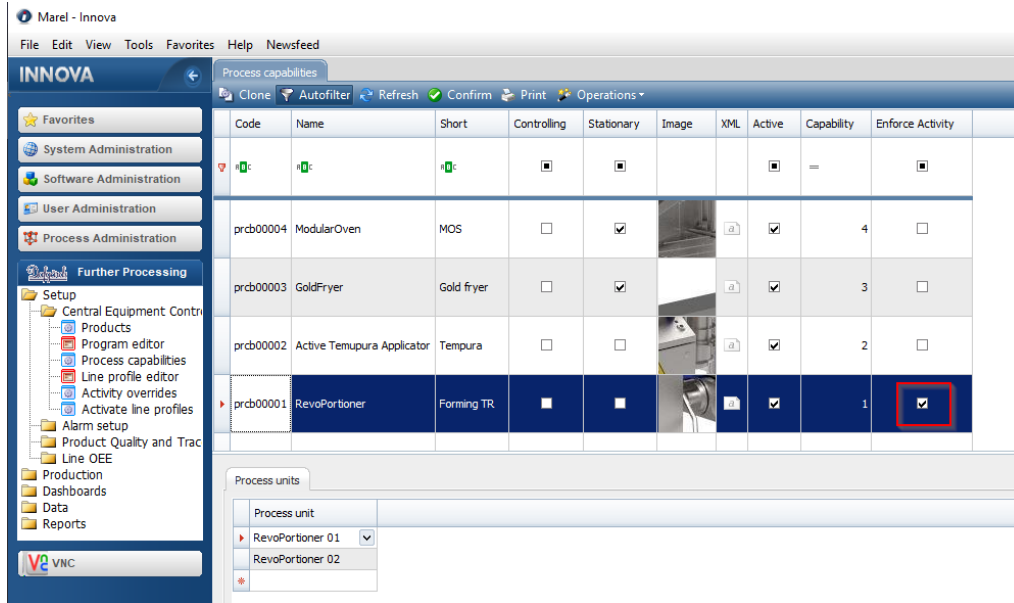 Marel - Innova
File Edit View Tools Favorites Help Newsfeed
INNOVA
Process capabilities
Clone Autofilter Refresh Confirm Print Operations
Favorites
System Administration
Software Administration
User Administration
Process Administration
Further Processing
Setup
Central Equipment Contr
Products
Program editor
Process capabilities
Line profile editor
Activity overrides
Activate line profiles
Alarm setup
Product Quality and Trac
Line OEE
Production
Dashboards
Data
Reports
VNC
Code Name Short Controlling Stationary Image XML Active Capability Enforce Activity
ABC ABC ABC =
prcb00004 ModularOven MOS a 4
prcb00003 GoldFryer Gold fryer a 3
prcb00002 Active Temupura Applicator Tempura a 2
prcb00001 RevoPortioner Forming TR a 1
Process units
Process unit
RevoPortioner 01
RevoPortioner 02